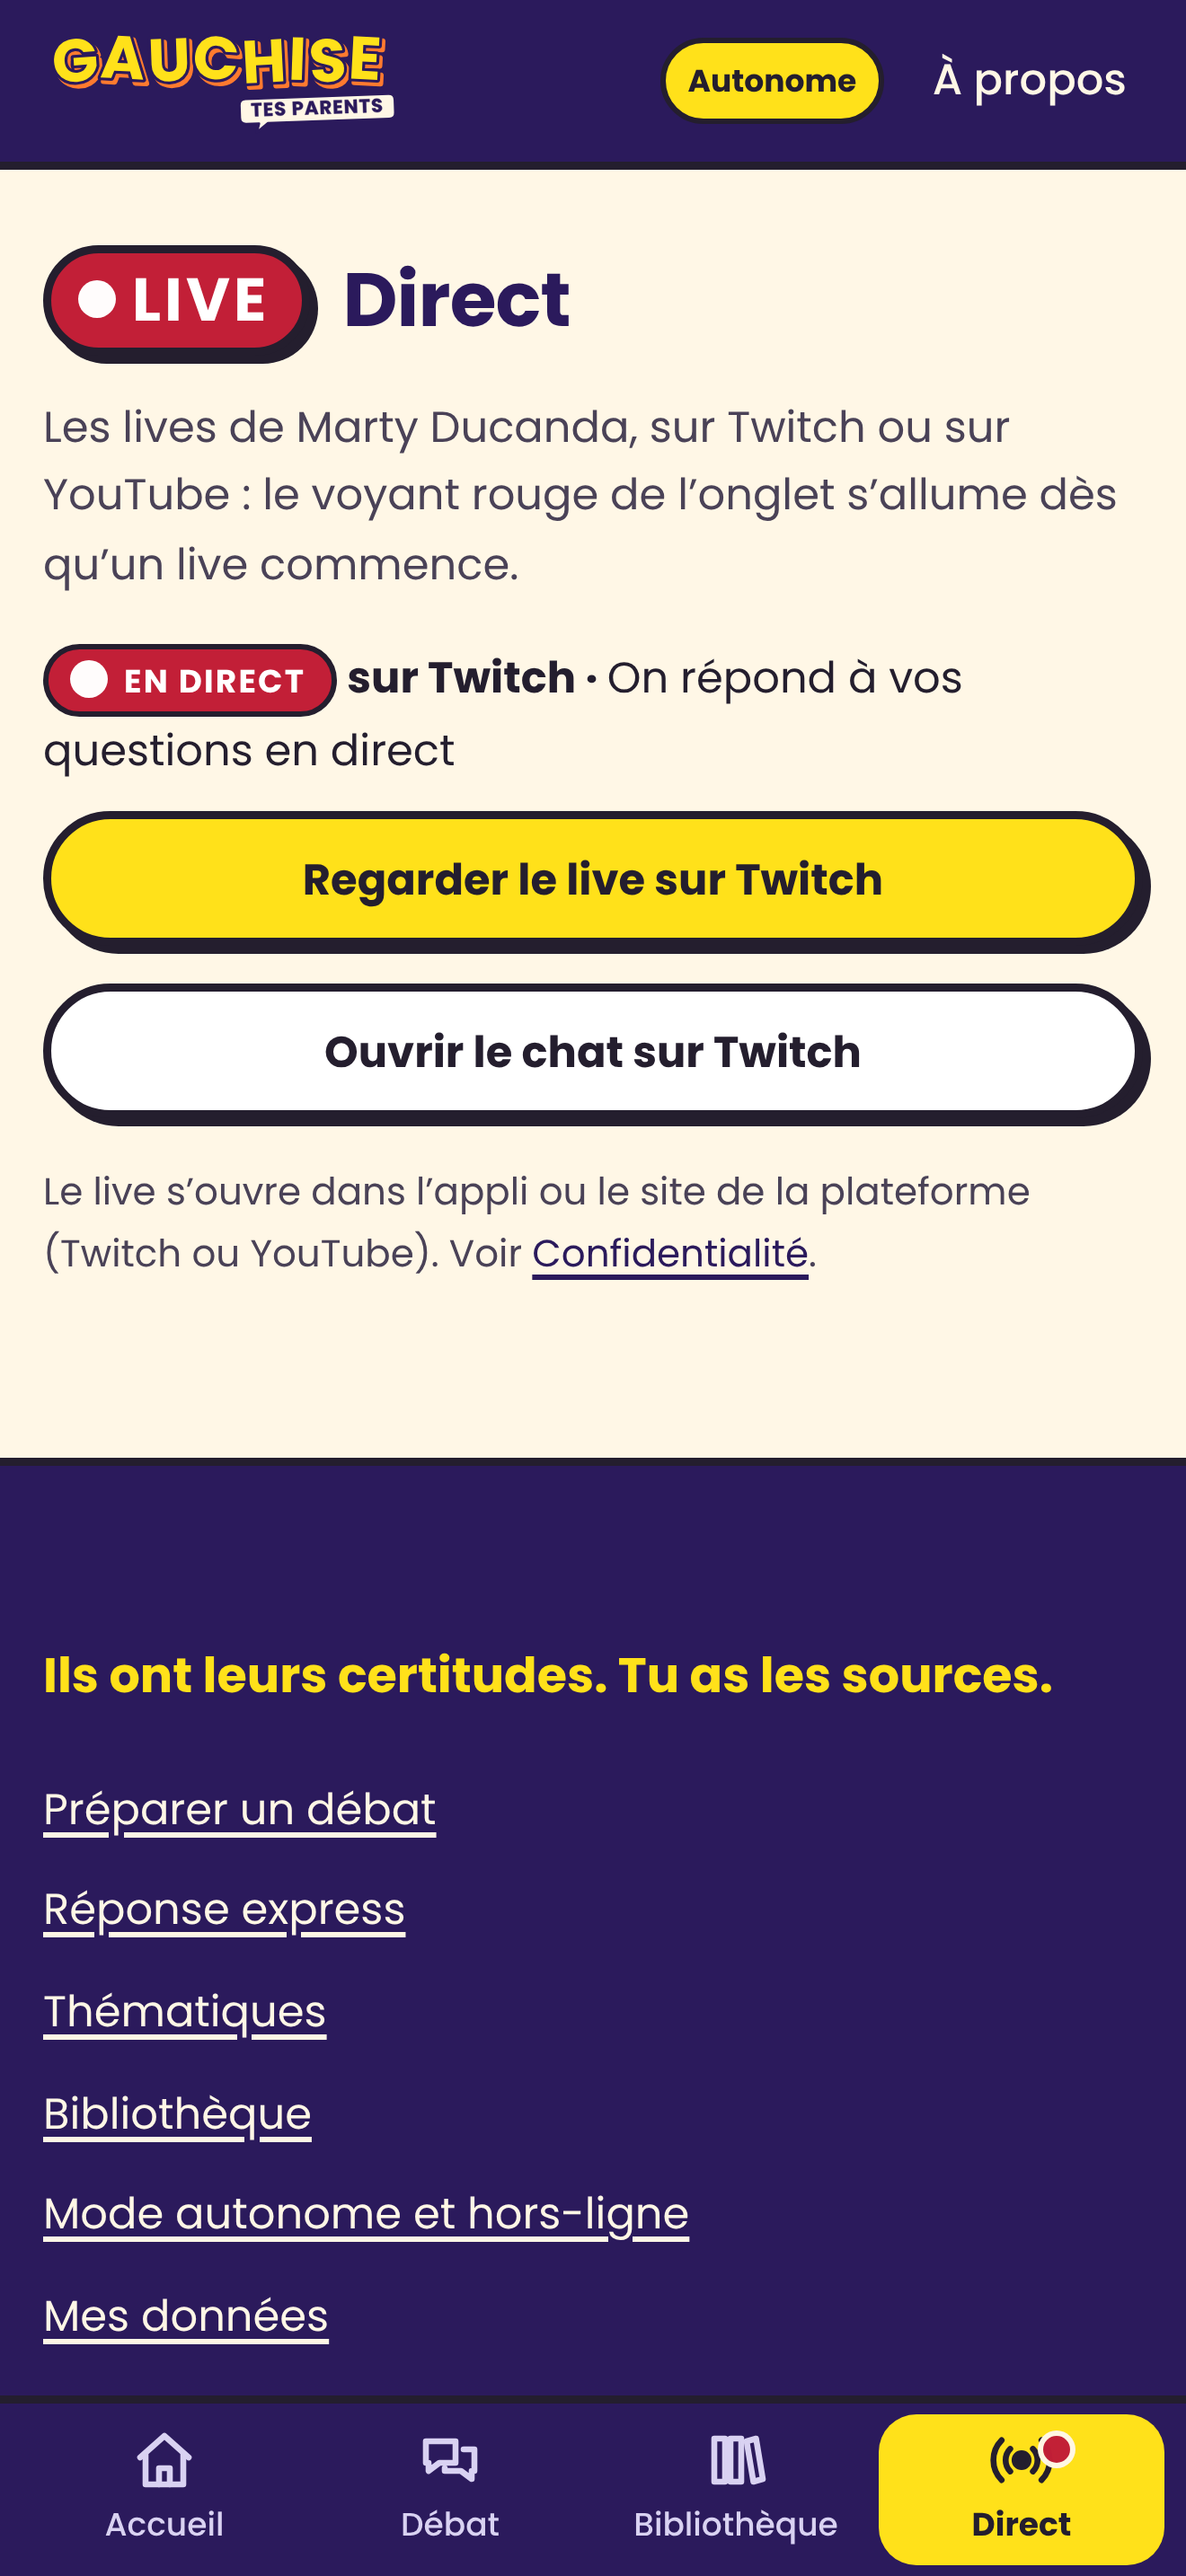 GAUCHISE
TES PARENTS
Autonome
À propos
LIVE
Direct
Les lives de Marty Ducanda, sur Twitch ou sur
YouTube : le voyant rouge de l’onglet s’allume dès
qu’un live commence.
EN DIRECT sur Twitch · On répond à vos
questions en direct
Regarder le live sur Twitch
Ouvrir le chat sur Twitch
Le live s’ouvre dans l’appli ou le site de la plateforme
(Twitch ou YouTube). Voir Confidentialité.
Ils ont leurs certitudes. Tu as les sources.
Préparer un débat
Réponse express
Thématiques
Bibliothèque
Mode autonome et hors-ligne
Mes données
Accueil
Débat
Bibliothèque
Direct